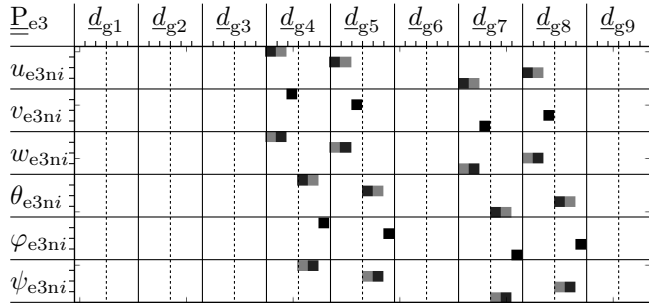 P_e3 d_g1 d_g2 d_g3 d_g4 d_g5 d_g6 d_g7 d_g8 d_g9
u_e3ni
v_e3ni
w_e3ni
θ_e3ni
φ_e3ni
ψ_e3ni